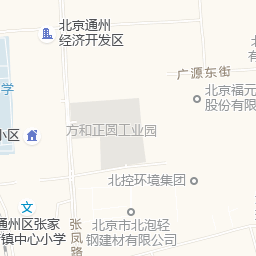 北京通州
经济开发区
广源东街
学
北京福元
股份有限
方和正圆工业园
小区
北控环境集团
文
通州区张家
镇中心小学
张凤路
北京市北泡轻
钢建材有限公司